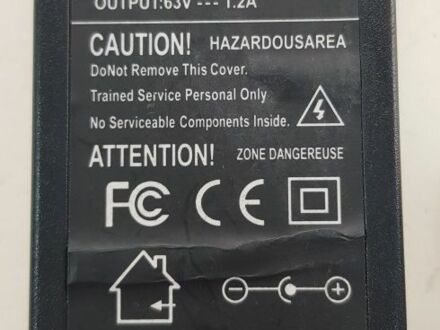 OUTPUT:63V --- 1.2A
CAUTION! HAZARDOUSAREA
DoNot Remove This Cover.
Trained Service Personal Only
No Serviceable Components Inside.
ATTENTION! ZONE DANGEREUSE
FC CE